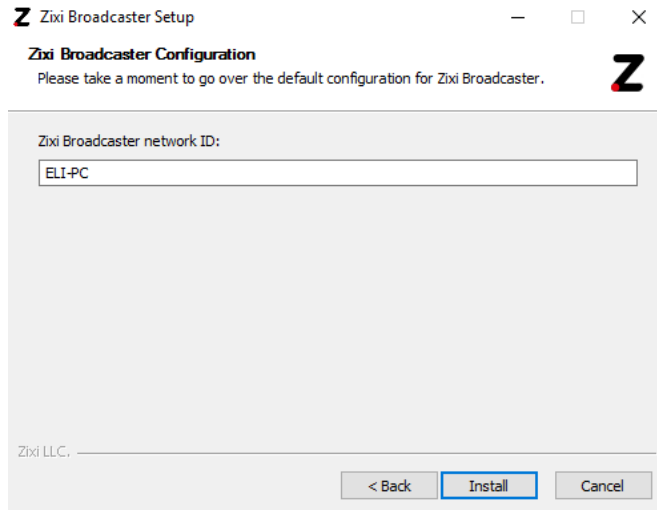 Zixi Broadcaster Setup
Zixi Broadcaster Configuration
Please take a moment to go over the default configuration for Zixi Broadcaster.
Z
Zixi Broadcaster network ID:
ELI-PC
Zixi LLC.
< Back Install Cancel